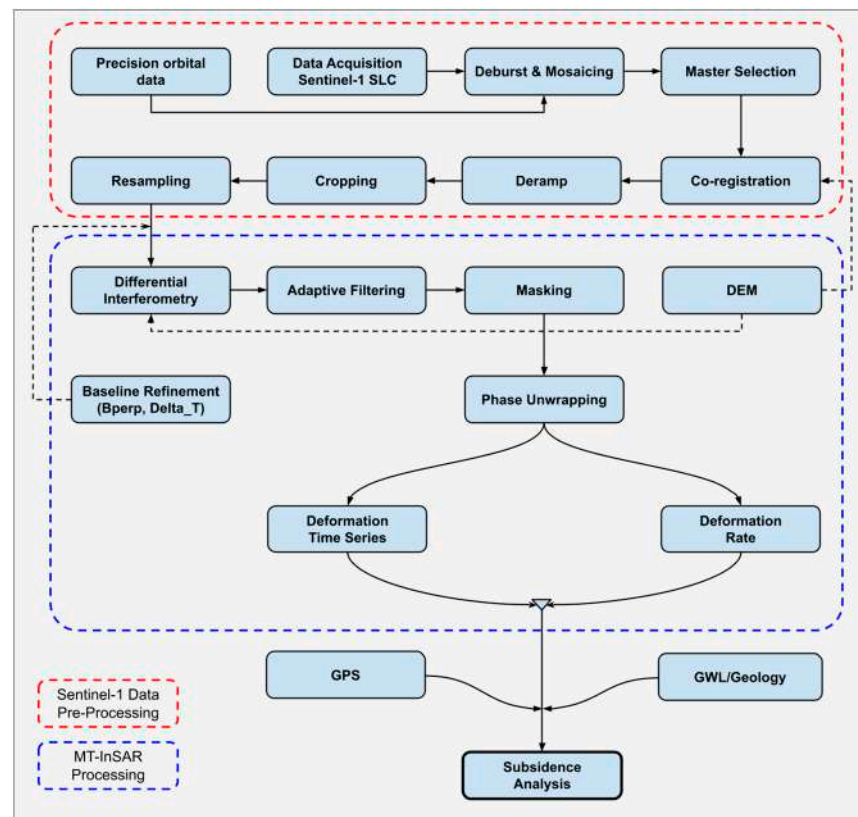 Precision orbital
data
Data Acquisition
Sentinel-1 SLC
Deburst & Mosaicing
Master Selection
Resampling
Cropping
Deramp
Co-registration
Differential
Interferometry
Adaptive Filtering
Masking
DEM
Baseline Refinement
(Bperp, Delta_T)
Phase Unwrapping
Deformation
Time Series
Deformation
Rate
GPS
GWL/Geology
Sentinel-1 Data
Pre-Processing
MT-InSAR
Processing
Subsidence
Analysis